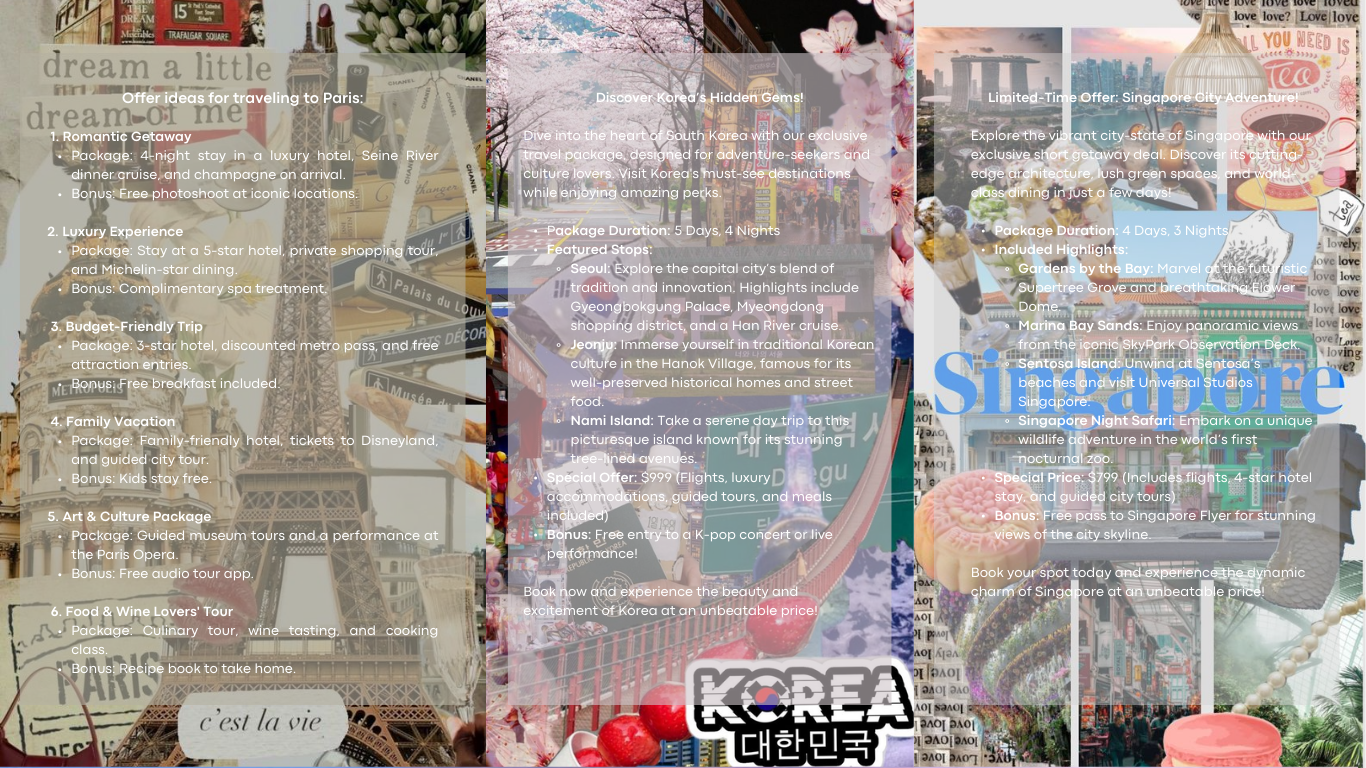 DREAM
Les
Misérables
15
St. Paul's Cathedral
Fleet Street
TRAFALGAR SQUARE
dream a little
dream of me
CHANEL
CHANEL
CHANEL
Offer ideas for traveling to Paris:
1. Romantic Getaway
• Package: 4-night stay in a luxury hotel, Seine River
dinner cruise, and champagne on arrival.
• Bonus: Free photoshoot at iconic locations.
2. Luxury Experience
• Package: Stay at a 5-star hotel, private shopping tour,
and Michelin-star dining.
• Bonus: Complimentary spa treatment.
3. Budget-Friendly Trip
• Package: 3-star hotel, discounted metro pass, and free
attraction entries.
• Bonus: Free breakfast included.
4. Family Vacation
• Package: Family-friendly hotel, tickets to Disneyland,
and guided city tour.
• Bonus: Kids stay free.
5. Art & Culture Package
• Package: Guided museum tours and a performance at
the Paris Opera.
• Bonus: Free audio tour app.
6. Food & Wine Lovers' Tour
• Package: Culinary tour, wine tasting, and cooking
class.
• Bonus: Recipe book to take home.
Palais du Lou
DÉCOR
Musée du
METROPOLE
PARIS
c'est la vie
Discover Korea's Hidden Gems!
Dive into the heart of South Korea with our exclusive
travel package, designed for adventure-seekers and
culture lovers. Visit Korea's must-see destinations
while enjoying amazing perks.
• Package Duration: 5 Days, 4 Nights
• Featured Stops:
◦ Seoul: Explore the capital city's blend of
tradition and innovation. Highlights include
Gyeongbokgung Palace, Myeongdong
shopping district, and a Han River cruise.
◦ Jeonju: Immerse yourself in traditional Korean
culture in the Hanok Village, famous for its
well-preserved historical homes and street
food.
◦ Nami Island: Take a serene day trip to this
picturesque island known for its stunning
tree-lined avenues.
• Special Offer: $999 (Flights, luxury
accommodations, guided tours, and meals
included)
• Bonus: Free entry to a K-pop concert or live
performance!
Book now and experience the beauty and
excitement of Korea at an unbeatable price!
KOREA
대한민국
Limited-Time Offer: Singapore City Adventure!
Explore the vibrant city-state of Singapore with our
exclusive short getaway deal. Discover its cutting-
edge architecture, lush green spaces, and world-
class dining in just a few days!
• Package Duration: 4 Days, 3 Nights
• Included Highlights:
◦ Gardens by the Bay: Marvel at the futuristic
Supertree Grove and breathtaking Flower
Dome.
◦ Marina Bay Sands: Enjoy panoramic views
from the iconic SkyPark Observation Deck.
◦ Sentosa Island: Unwind at Sentosa's
beaches and visit Universal Studios
Singapore.
◦ Singapore Night Safari: Embark on a unique
wildlife adventure in the world's first
nocturnal zoo.
• Special Price: $799 (Includes flights, 4-star hotel
stay, and guided city tours)
• Bonus: Free pass to Singapore Flyer for stunning
views of the city skyline.
Book your spot today and experience the dynamic
charm of Singapore at an unbeatable price!
Singapore
ALL YOU NEED IS
Tea
tea